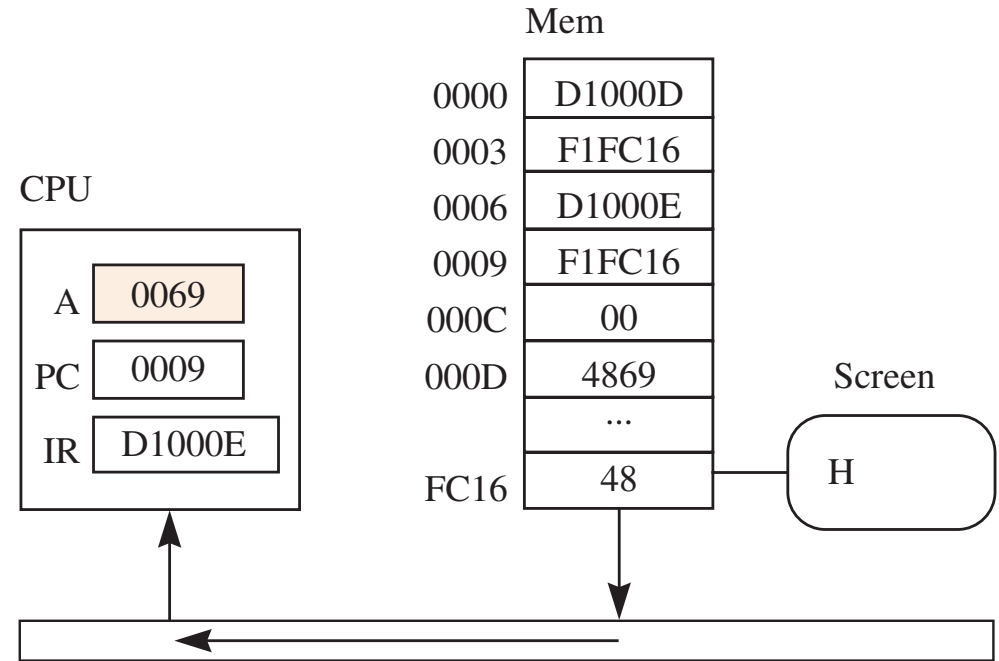 Mem
0000 D1000D
0003 F1FC16
0006 D1000E
0009 F1FC16
000C 00
000D 4869
...
FC16 48
CPU
A 0069
PC 0009
IR D1000E
Screen
H